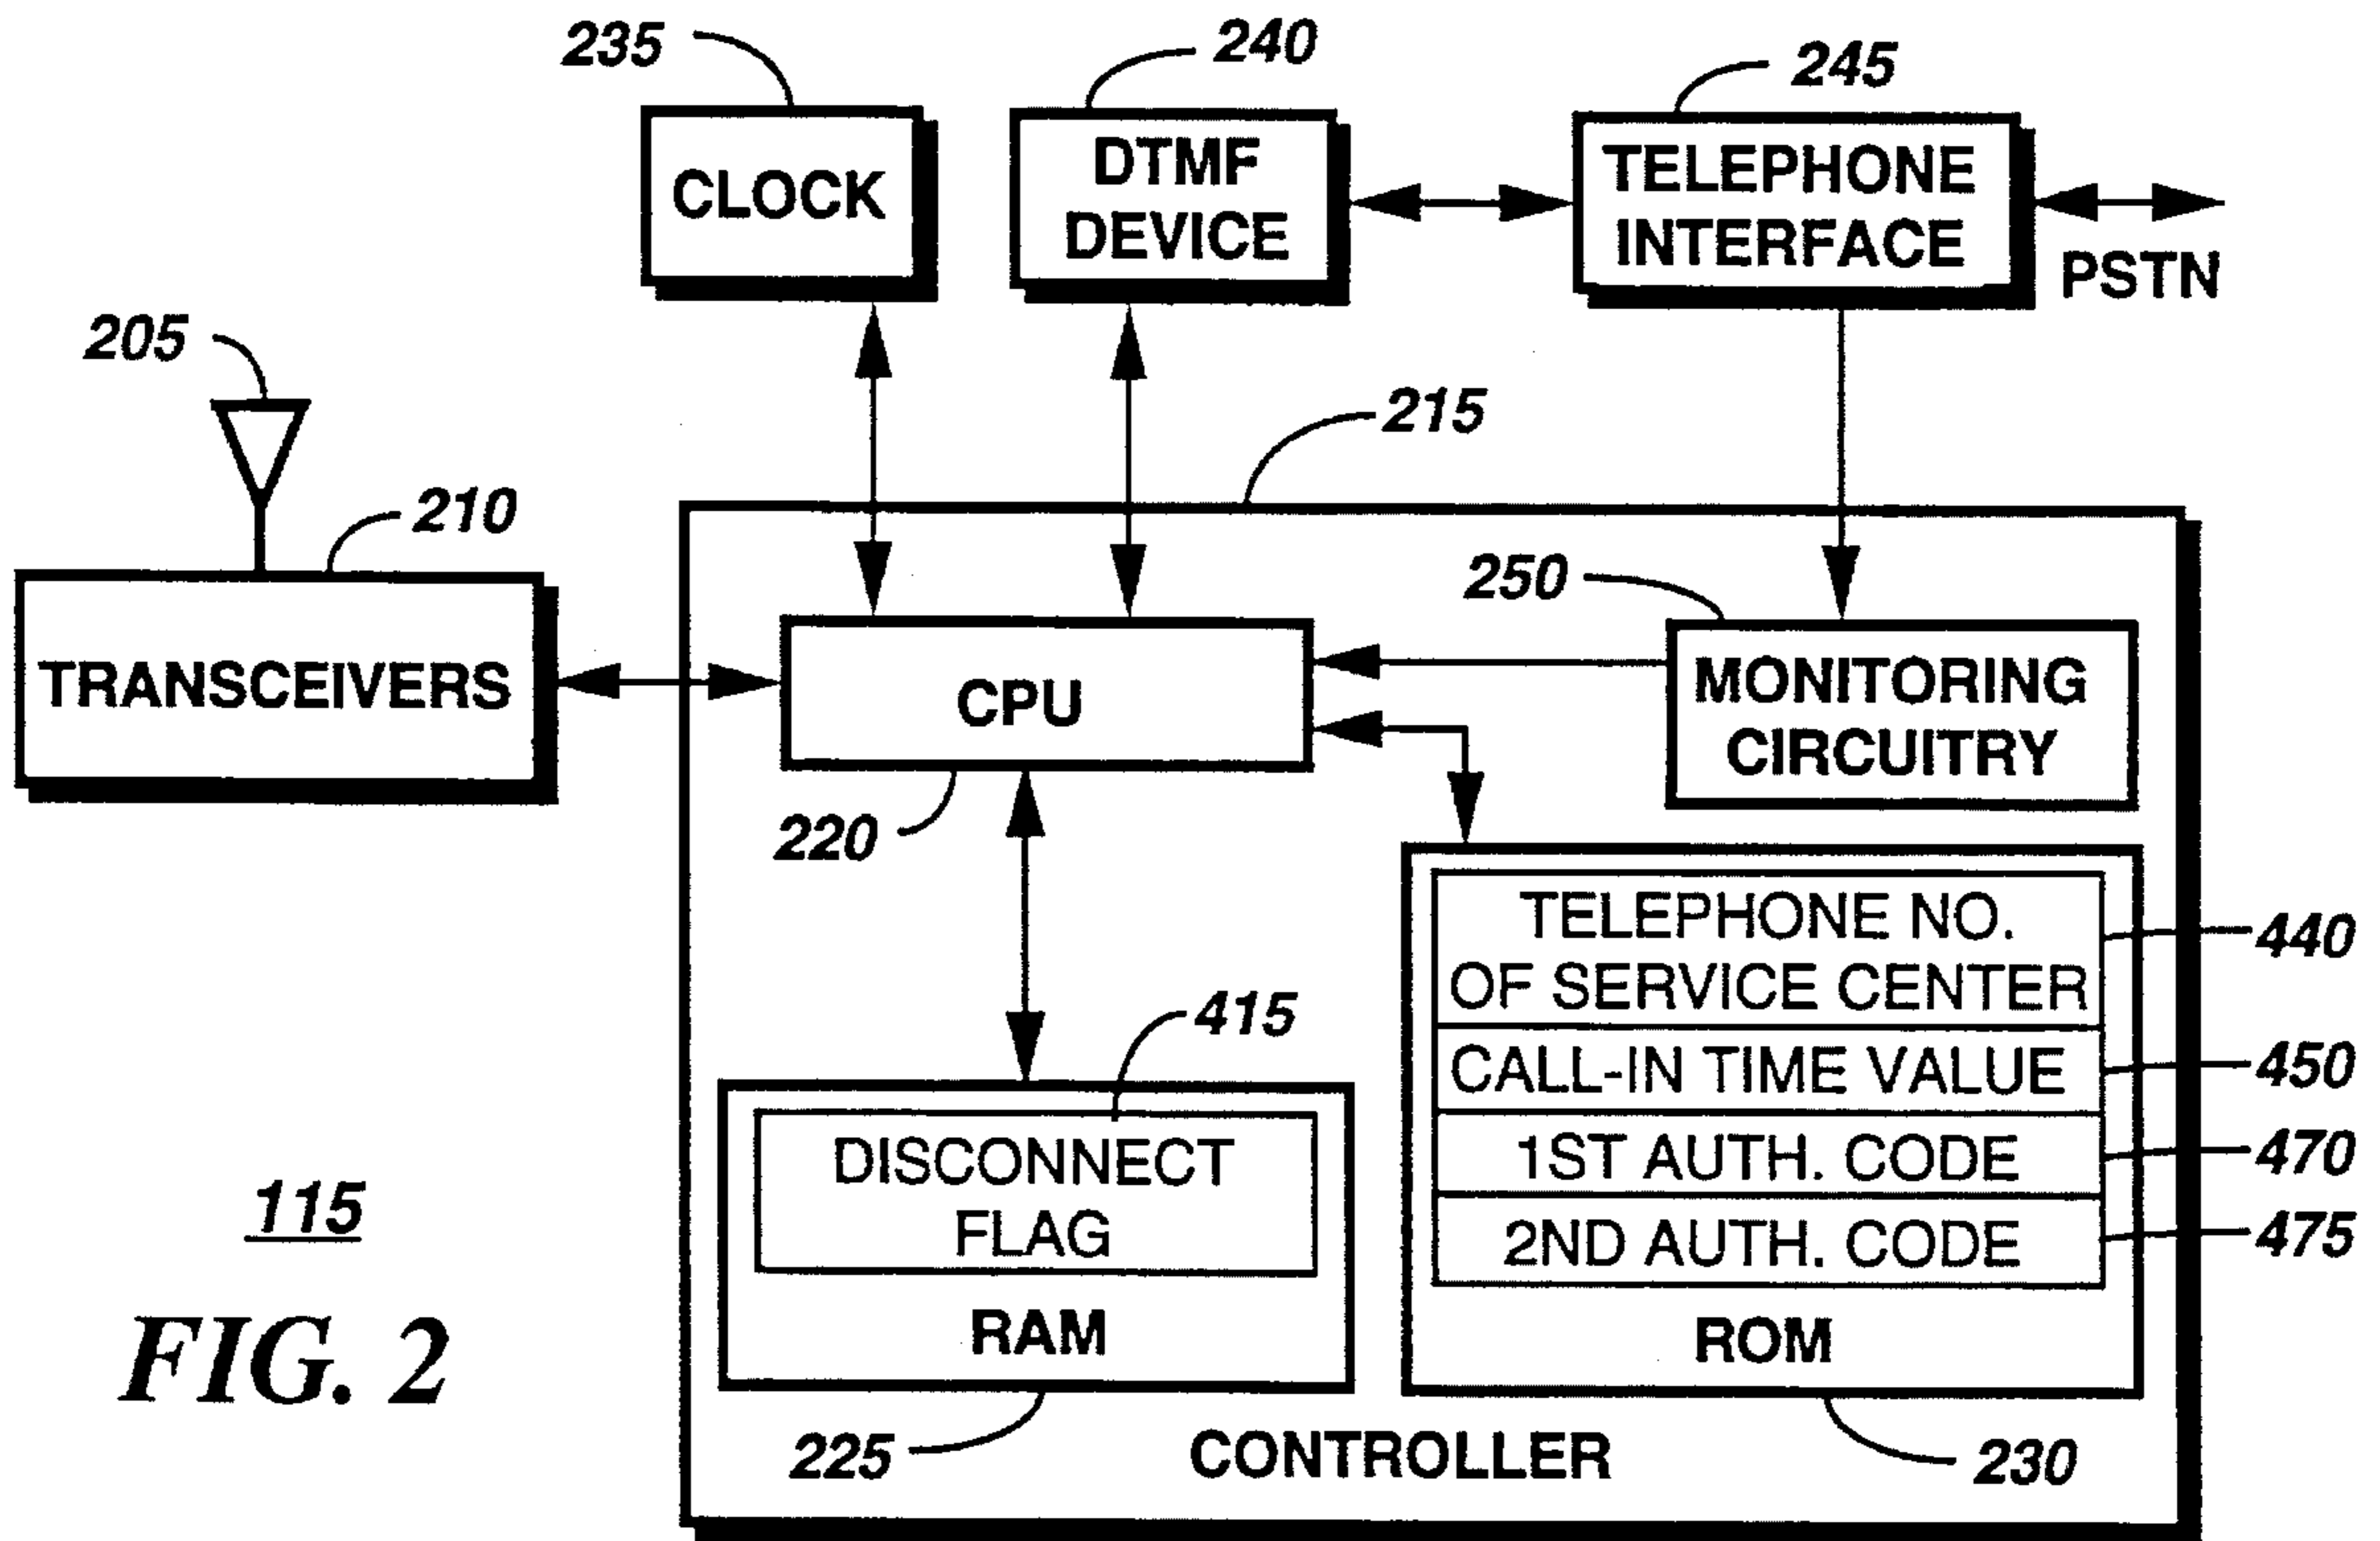 235
240
245
CLOCK
DTMF
DEVICE
TELEPHONE
INTERFACE
PSTN
205
215
210
250
TRANSCEIVERS
CPU
MONITORING
CIRCUITRY
220
TELEPHONE NO.
OF SERVICE CENTER
440
CALL-IN TIME VALUE
450
1ST AUTH. CODE
470
2ND AUTH. CODE
475
ROM
230
415
DISCONNECT
FLAG
RAM
225
CONTROLLER
115
FIG. 2